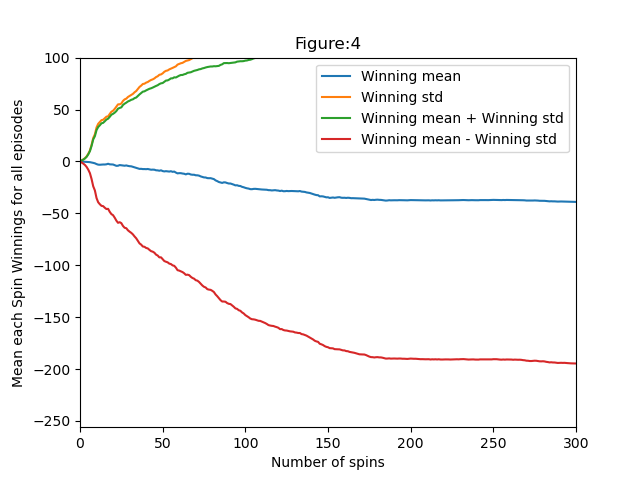 Figure:4
Mean each Spin Winnings for all episodes
100
50
0
−50
−100
−150
−200
−250
Winning mean
Winning std
Winning mean + Winning std
Winning mean - Winning std
0 50 100 150 200 250 300
Number of spins